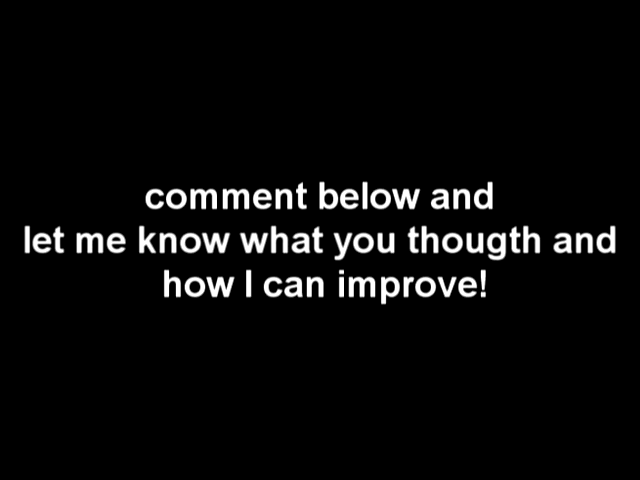 comment below and
let me know what you thougth and
how I can improve!